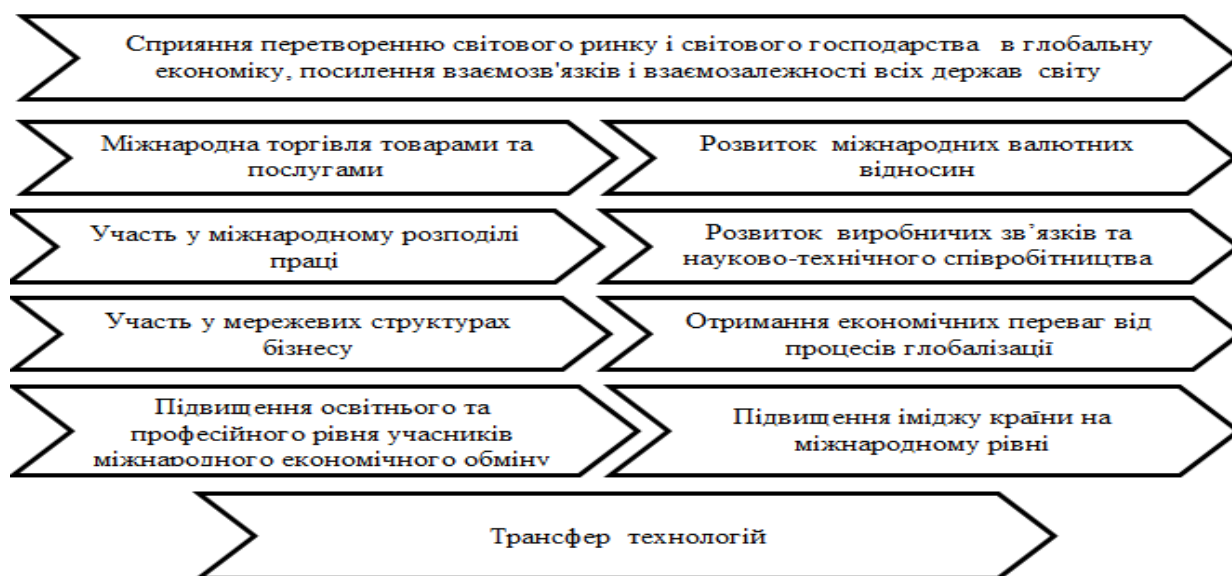 Сприяння перетворенню світового ринку і світового господарства в глобальну
економіку, посилення взаємозв'язків і взаємозалежності всіх держав світу
Міжнародна торгівля товарами та
послугами
Розвиток міжнародних валютних
відносин
Участь у міжнародному розподілі
праці
Розвиток виробничих зв’язків та
науково-технічного співробітництва
Участь у мережевих структурах
бізнесу
Отримання економічних переваг від
процесів глобалізації
Підвищення освітнього та
професійного рівня учасників
міжнародного економічного обміну
Підвищення іміджу країни на
міжнародному рівні
Трансфер технологій